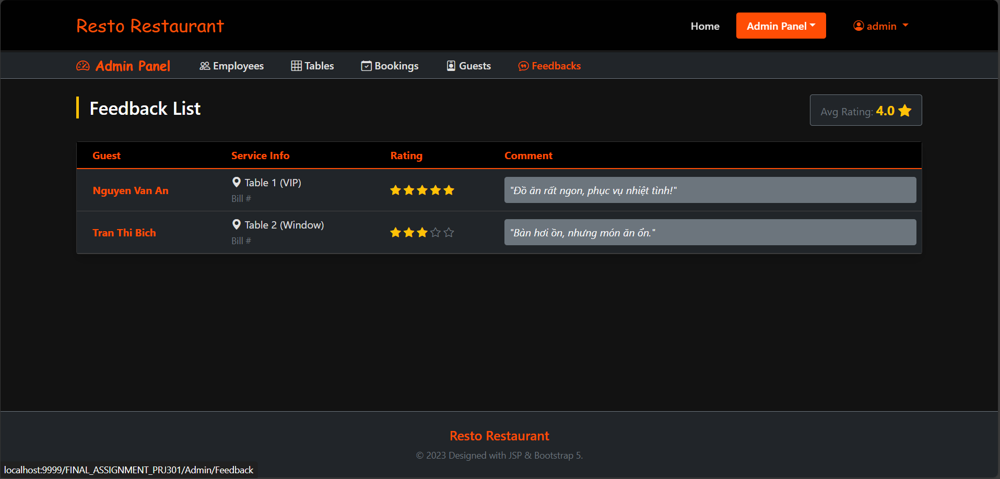 Resto Restaurant
Home
Admin Panel
admin
Admin Panel
Employees
Tables
Bookings
Guests
Feedbacks
Feedback List
Avg Rating: 4.0
Guest Service Info Rating Comment
Nguyen Van An
Table 1 (VIP)
Bill #
"Đồ ăn rất ngon, phục vụ nhiệt tình!"
Tran Thi Bich
Table 2 (Window)
Bill #
"Bàn hơi ồn, nhưng món ăn ổn."
Resto Restaurant
© 2023 Designed with JSP & Bootstrap 5.
localhost:9999/FINAL_ASSIGNMENT_PRJ301/Admin/Feedback